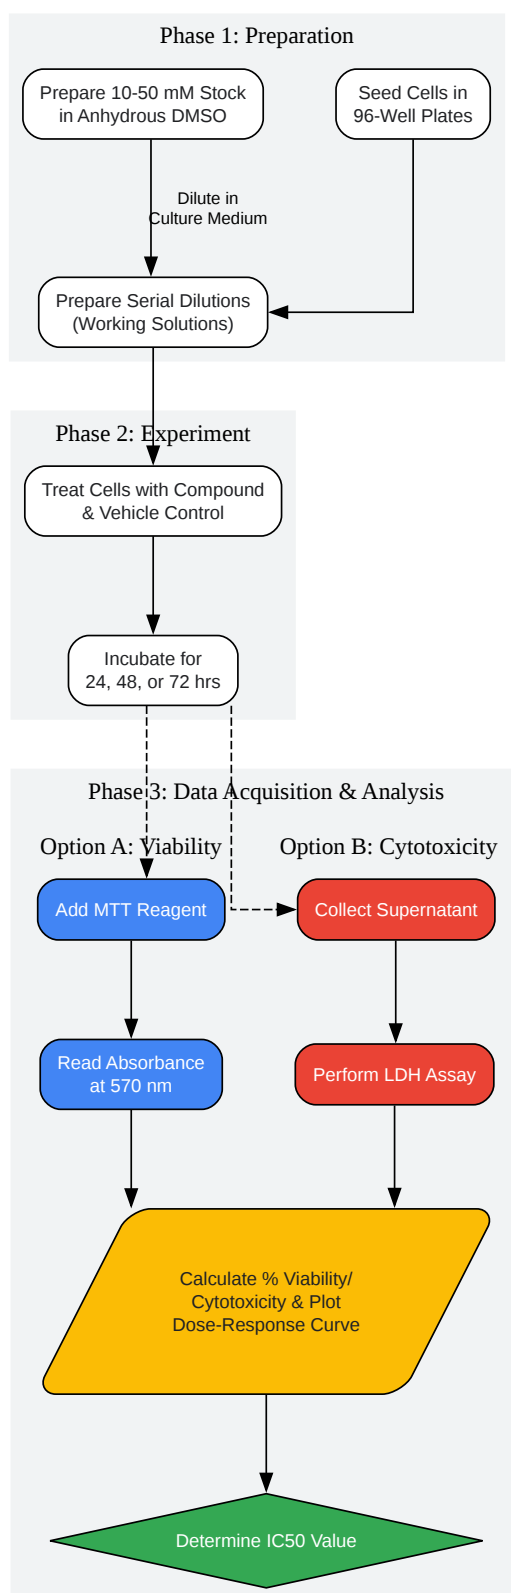 Phase 1: Preparation
Prepare 10-50 mM Stock
in Anhydrous DMSO
Seed Cells in
96-Well Plates
Dilute in
Culture Medium
Prepare Serial Dilutions
(Working Solutions)
Phase 2: Experiment
Treat Cells with Compound
& Vehicle Control
Incubate for
24, 48, or 72 hrs
Phase 3: Data Acquisition & Analysis
Option A: Viability
Option B: Cytotoxicity
Add MTT Reagent
Collect Supernatant
Read Absorbance
at 570 nm
Perform LDH Assay
Calculate % Viability/
Cytotoxicity & Plot
Dose-Response Curve
Determine IC50 Value